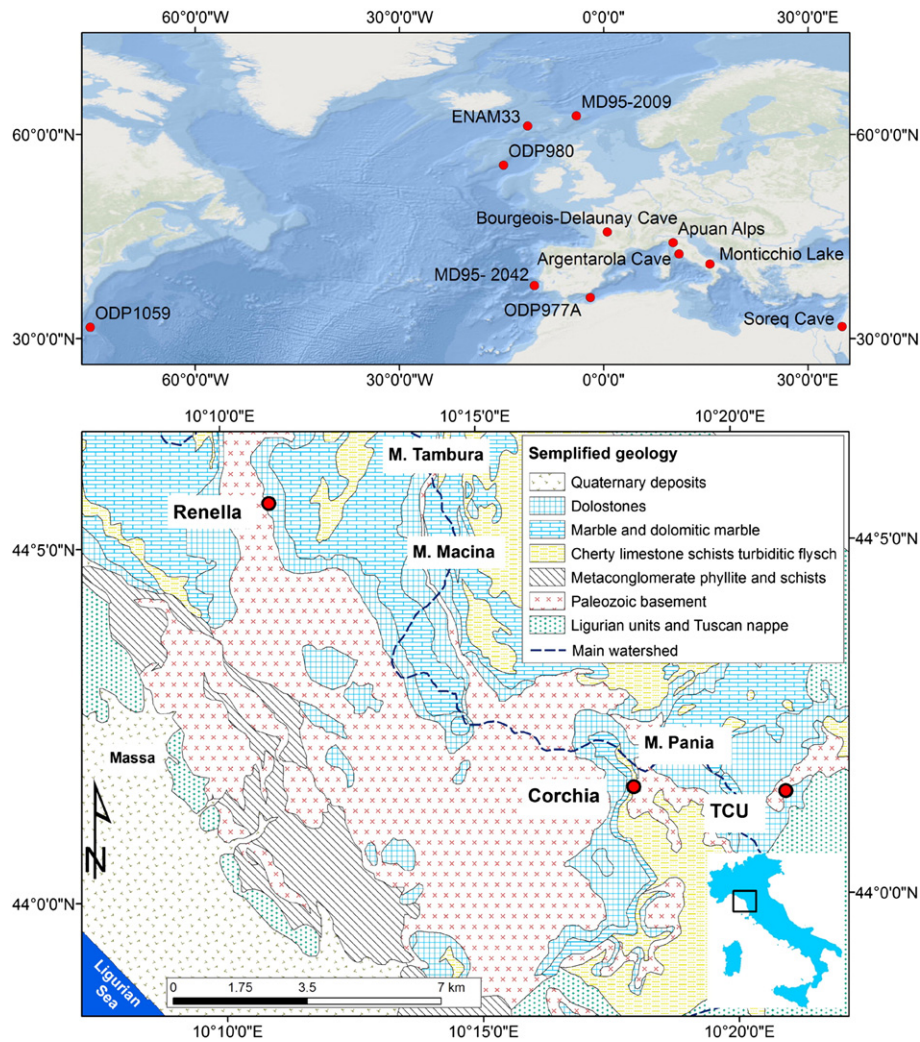 60°0'0"W
30°0'0"W
0°0'0"
30°0'0"E
60°0'0"N
60°0'0"N
ENAM33
MD95-2009
ODP980
Bourgeois-Delaunay Cave
Apuan Alps
Argentarola Cave
Monticchio Lake
MD95- 2042
ODP977A
ODP1059
Soreq Cave
30°0'0"N
30°0'0"N
60°0'0"W
30°0'0"W
0°0'0"
30°0'0"E
10°10'0"E
10°15'0"E
10°20'0"E
M. Tambura
Renella
M. Macina
44°5'0"N
44°5'0"N
Semplified geology
Quaternary deposits
Dolostones
Marble and dolomitic marble
Cherty limestone schists turbiditic flysch
Metaconglomerate phyllite and schists
Paleozoic basement
Ligurian units and Tuscan nappe
Main watershed
Massa
M. Pania
Corchia
TCU
N
44°0'0"N
44°0'0"N
Ligurian
Sea
0 1.75 3.5 7 km
10°10'0"E
10°15'0"E
10°20'0"E